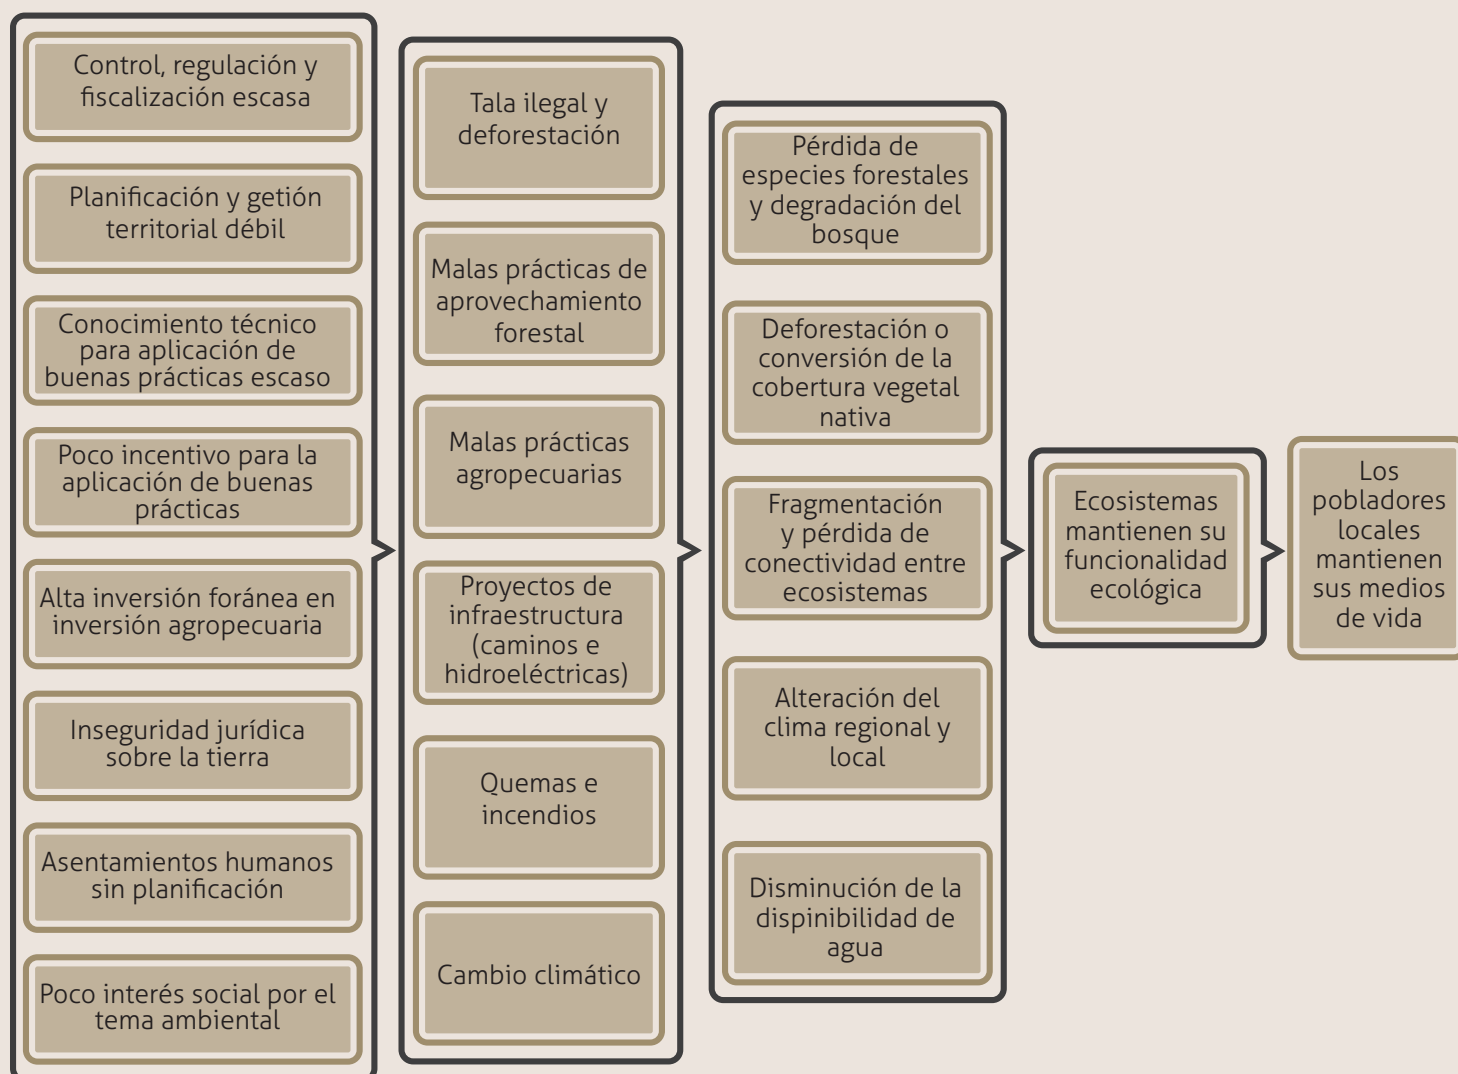 Control, regulación y
fiscalización escasa
Planificación y getión
territorial débil
Conocimiento técnico
para aplicación de
buenas prácticas escaso
Poco incentivo para la
aplicación de buenas
prácticas
Alta inversión foránea en
inversión agropecuaria
Inseguridad jurídica
sobre la tierra
Asentamientos humanos
sin planificación
Poco interés social por el
tema ambiental
Tala ilegal y
deforestación
Malas prácticas de
aprovechamiento
forestal
Malas prácticas
agropecuarias
Proyectos de
infraestructura
(caminos e
hidroeléctricas)
Quemas e
incendios
Cambio climático
Pérdida de
especies forestales
y degradación del
bosque
Deforestación o
conversión de la
cobertura vegetal
nativa
Fragmentación
y pérdida de
conectividad entre
ecosistemas
Alteración del
clima regional y
local
Disminución de la
dispinibilidad de
agua
Ecosistemas
mantienen su
funcionalidad
ecológica
Los
pobladores
locales
mantienen
sus medios
de vida